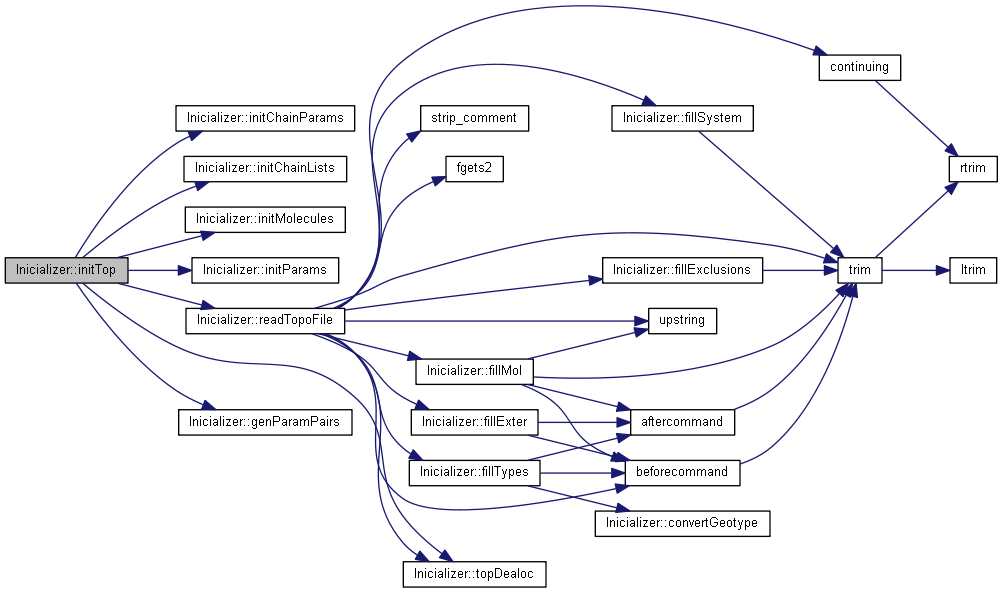 continuing
Inicializer::initChainParams
strip_comment
Inicializer::fillSystem
Inicializer::initChainLists
fgets2
rtrim
Inicializer::initMolecules
Inicializer::initTop
Inicializer::initParams
Inicializer::fillExclusions
trim
ltrim
Inicializer::readTopoFile
upstring
Inicializer::fillMol
Inicializer::genParamPairs
Inicializer::fillExter
aftercommand
Inicializer::fillTypes
beforecommand
Inicializer::convertGeotype
Inicializer::topDealoc